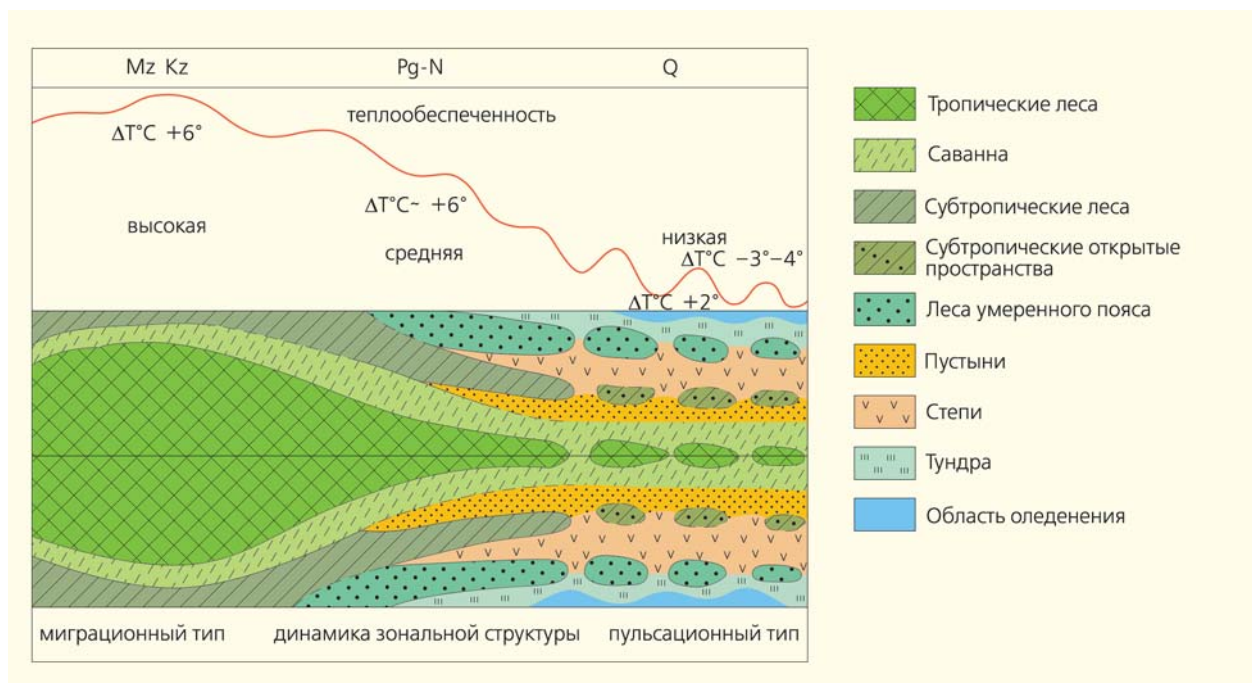 Mz Kz
Pg-N
Q
теплообеспеченность
ΔT°C +6°
ΔT°C~ +6°
высокая
средняя
низкая
ΔT°C −3°−4°
ΔT°C +2°
миграционный тип
динамика зональной структуры
пульсационный тип
Тропические леса
Саванна
Субтропические леса
Субтропические открытые
пространства
Леса умеренного пояса
Пустыни
Степи
Тундра
Область оледенения